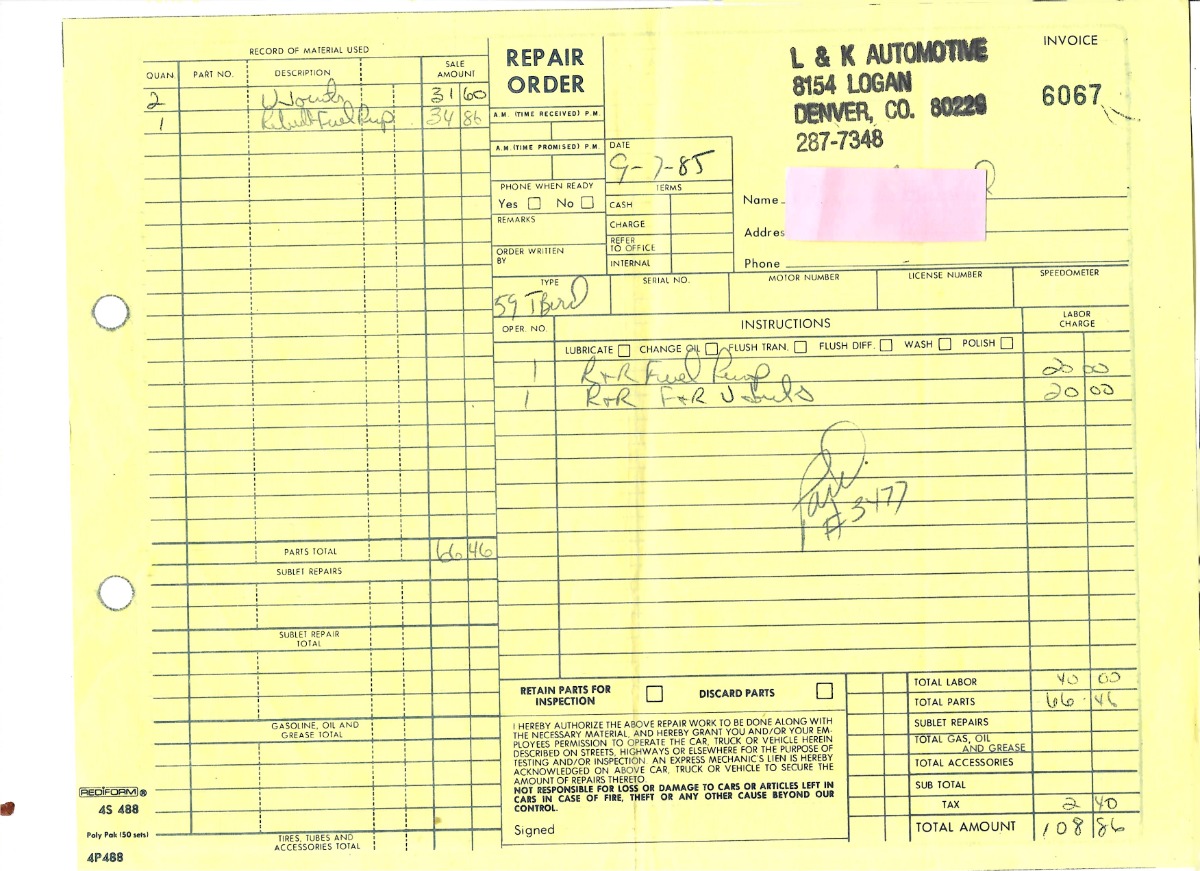 RECORD OF MATERIAL USED
QUAN. PART NO. DESCRIPTION SALE AMOUNT
2 U Joints 31 60
1 Rebuilt Fuel Pump 34 86
PARTS TOTAL 66 46
SUBLET REPAIRS
SUBLET REPAIR TOTAL
GASOLINE, OIL AND GREASE TOTAL
TIRES, TUBES AND ACCESSORIES TOTAL
REDIFORM®
4S 488
Poly Pak (50 sets)
4P488
REPAIR ORDER
A.M. (TIME RECEIVED) P.M.
A.M. (TIME PROMISED) P.M.
PHONE WHEN READY
Yes No
REMARKS
ORDER WRITTEN BY
DATE
9-7-85
TERMS
CASH
CHARGE
REFER TO OFFICE
INTERNAL
L & K AUTOMOTIVE
8154 LOGAN
DENVER, CO. 80229
287-7348
INVOICE
6067
Name
Addres
Phone
TYPE SERIAL NO. MOTOR NUMBER LICENSE NUMBER SPEEDOMETER
59 TBird
OPER. NO. INSTRUCTIONS LABOR CHARGE
LUBRICATE CHANGE OIL FLUSH TRAN. FLUSH DIFF. WASH POLISH
1 R+R Fuel Pump 20 00
1 R+R F+R U Joints 20 00
Paid
#3477
RETAIN PARTS FOR INSPECTION DISCARD PARTS
I HEREBY AUTHORIZE THE ABOVE REPAIR WORK TO BE DONE ALONG WITH
THE NECESSARY MATERIAL, AND HEREBY GRANT YOU AND/OR YOUR EM-
PLOYEES PERMISSION TO OPERATE THE CAR, TRUCK OR VEHICLE HEREIN
DESCRIBED ON STREETS, HIGHWAYS OR ELSEWHERE FOR THE PURPOSE OF
TESTING AND/OR INSPECTION. AN EXPRESS MECHANIC'S LIEN IS HEREBY
ACKNOWLEDGED ON ABOVE CAR, TRUCK OR VEHICLE TO SECURE THE
AMOUNT OF REPAIRS THERETO.
NOT RESPONSIBLE FOR LOSS OR DAMAGE TO CARS OR ARTICLES LEFT IN
CARS IN CASE OF FIRE, THEFT OR ANY OTHER CAUSE BEYOND OUR
CONTROL.
Signed
TOTAL LABOR 40 00
TOTAL PARTS 66 46
SUBLET REPAIRS
TOTAL GAS, OIL AND GREASE
TOTAL ACCESSORIES
SUB TOTAL
TAX 2 40
TOTAL AMOUNT 108 86